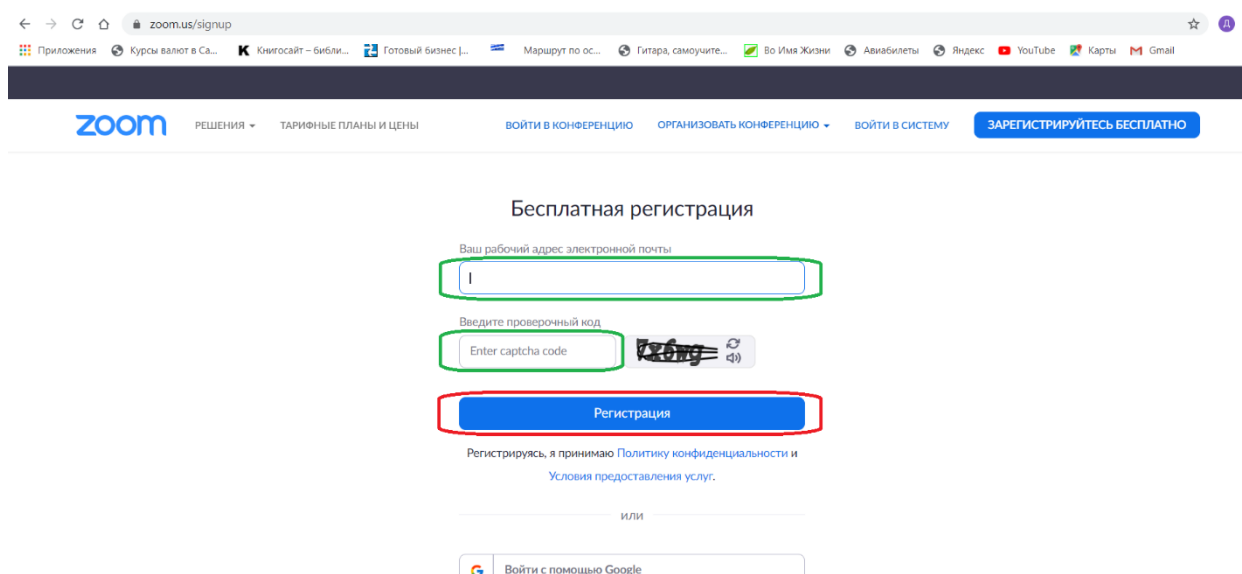 zoom.us/signup
Д
Приложения Курсы валют в Са... Книгосайт – библи... Готовый бизнес |... Маршрут по ос... Гитара, самоучите... Во Имя Жизни Авиабилеты Яндекс YouTube Карты Gmail
zoom РЕШЕНИЯ ТАРИФНЫЕ ПЛАНЫ И ЦЕНЫ ВОЙТИ В КОНФЕРЕНЦИЮ ОРГАНИЗОВАТЬ КОНФЕРЕНЦИЮ ВОЙТИ В СИСТЕМУ ЗАРЕГИСТРИРУЙТЕСЬ БЕСПЛАТНО
Бесплатная регистрация
Ваш рабочий адрес электронной почты
Введите проверочный код
Enter captcha code
Регистрация
Регистрируясь, я принимаю Политику конфиденциальности и
Условия предоставления услуг.
или
Войти с помощью Google